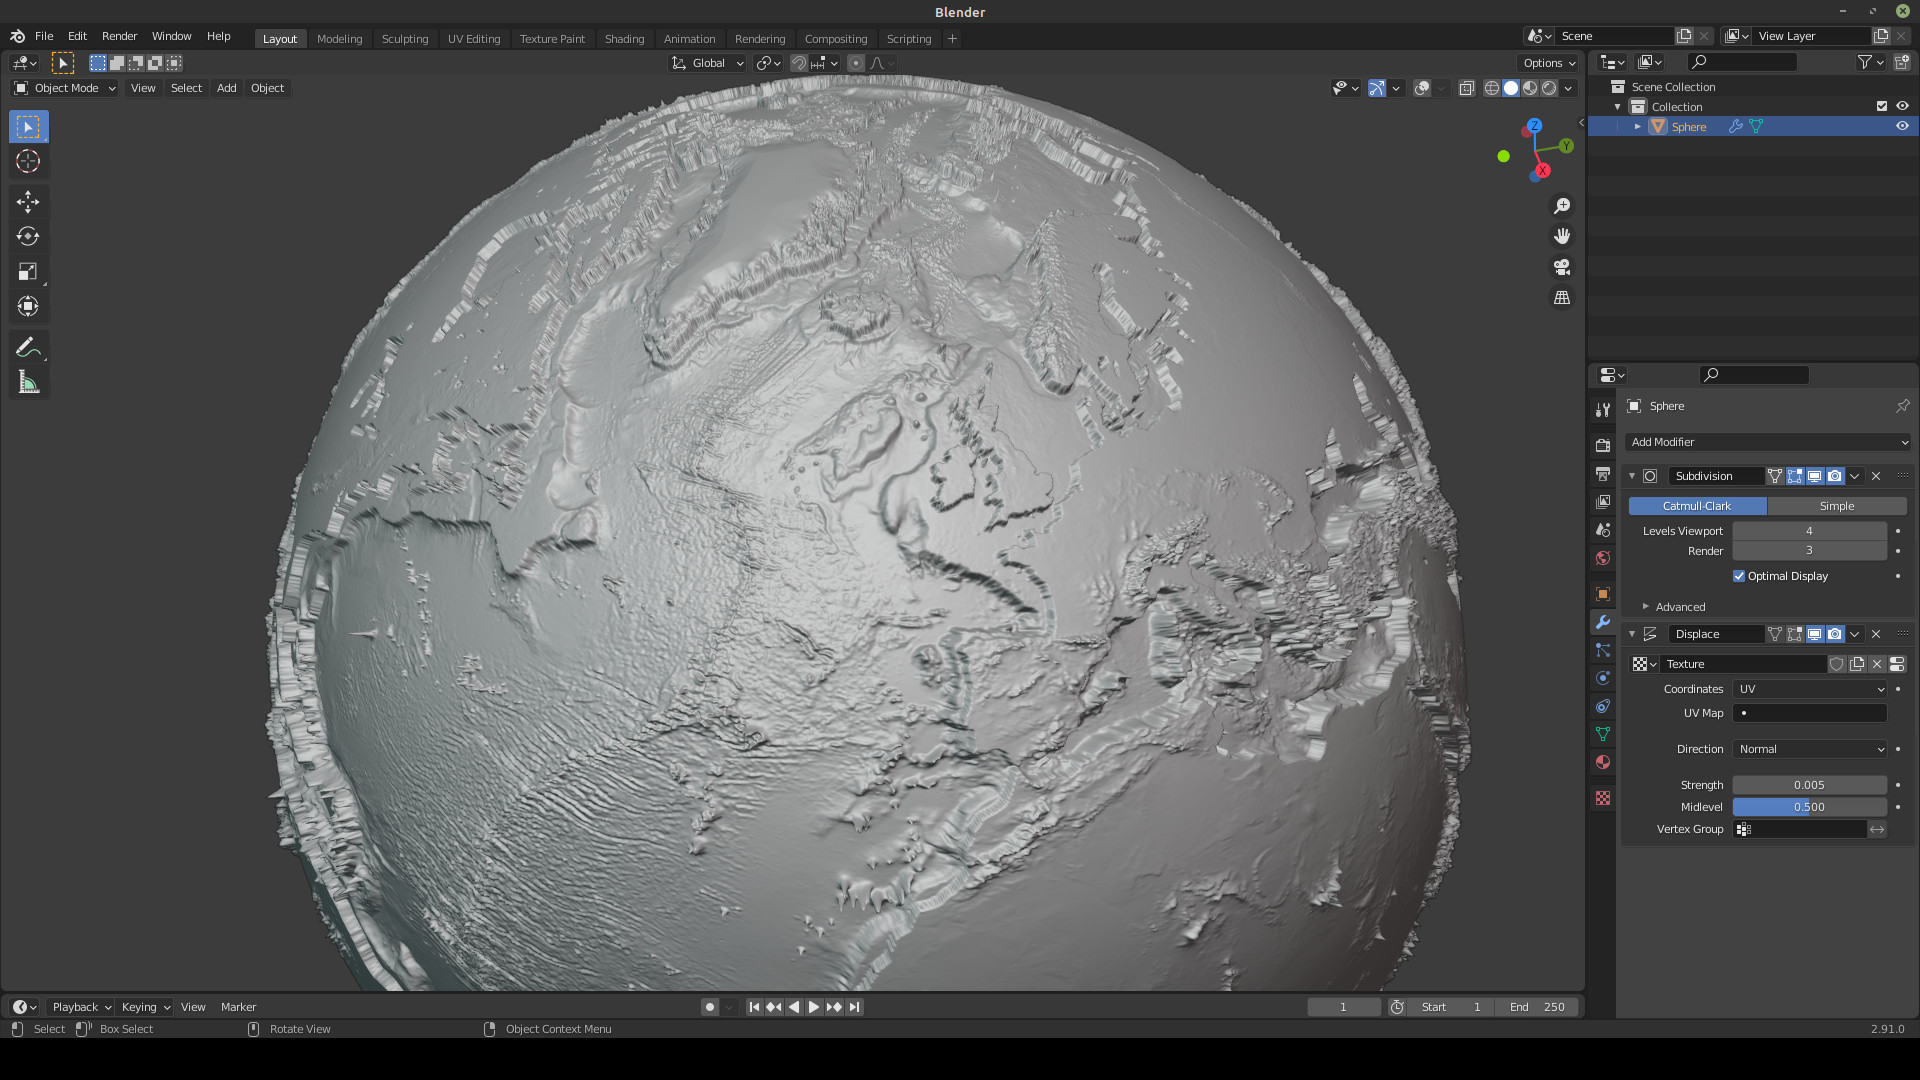 Blender
File Edit Render Window Help
Layout Modeling Sculpting UV Editing Texture Paint Shading Animation Rendering Compositing Scripting +
Scene
View Layer
Global
Options
Object Mode View Select Add Object
Z
Y
X
Scene Collection
Collection
Sphere
Sphere
Add Modifier
Subdivision
Catmull-Clark Simple
Levels Viewport 4
Render 3
Optimal Display
Advanced
Displace
Texture
Coordinates UV
UV Map
Direction Normal
Strength 0.005
Midlevel 0.500
Vertex Group
Playback Keying View Marker
1
Start 1 End 250
Select Box Select Rotate View Object Context Menu
2.91.0